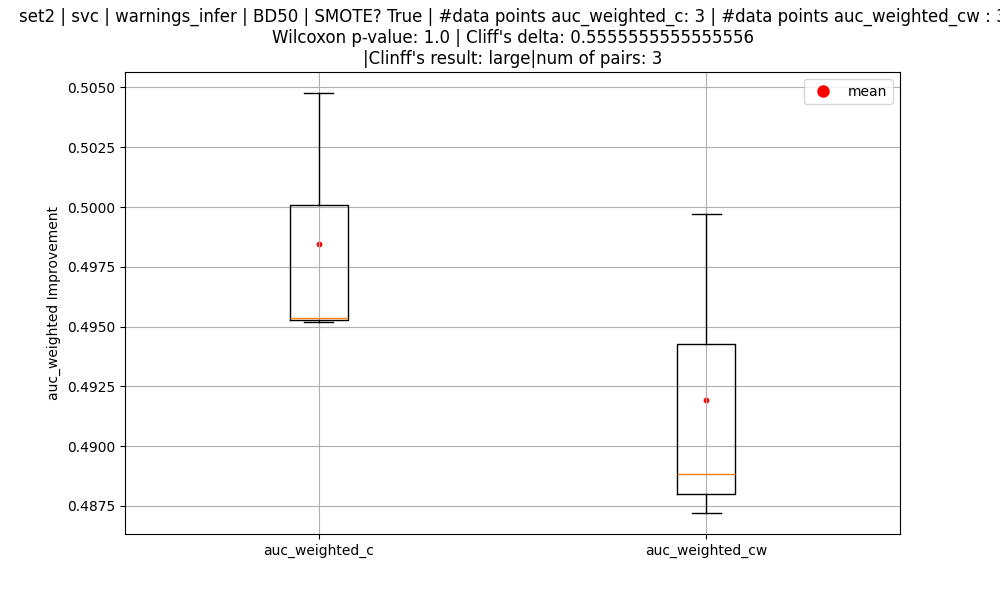 set2 | svc | warnings_infer | BD50 | SMOTE? True | #data points auc_weighted_c: 3 | #data points auc_weighted_cw :
Wilcoxon p-value: 1.0 | Cliff's delta: 0.5555555555555556
|Clinff's result: large|num of pairs: 3
mean
0.5050
0.5025
0.5000
0.4975
0.4950
0.4925
0.4900
0.4875
auc_weighted Improvement
auc_weighted_c
auc_weighted_cw